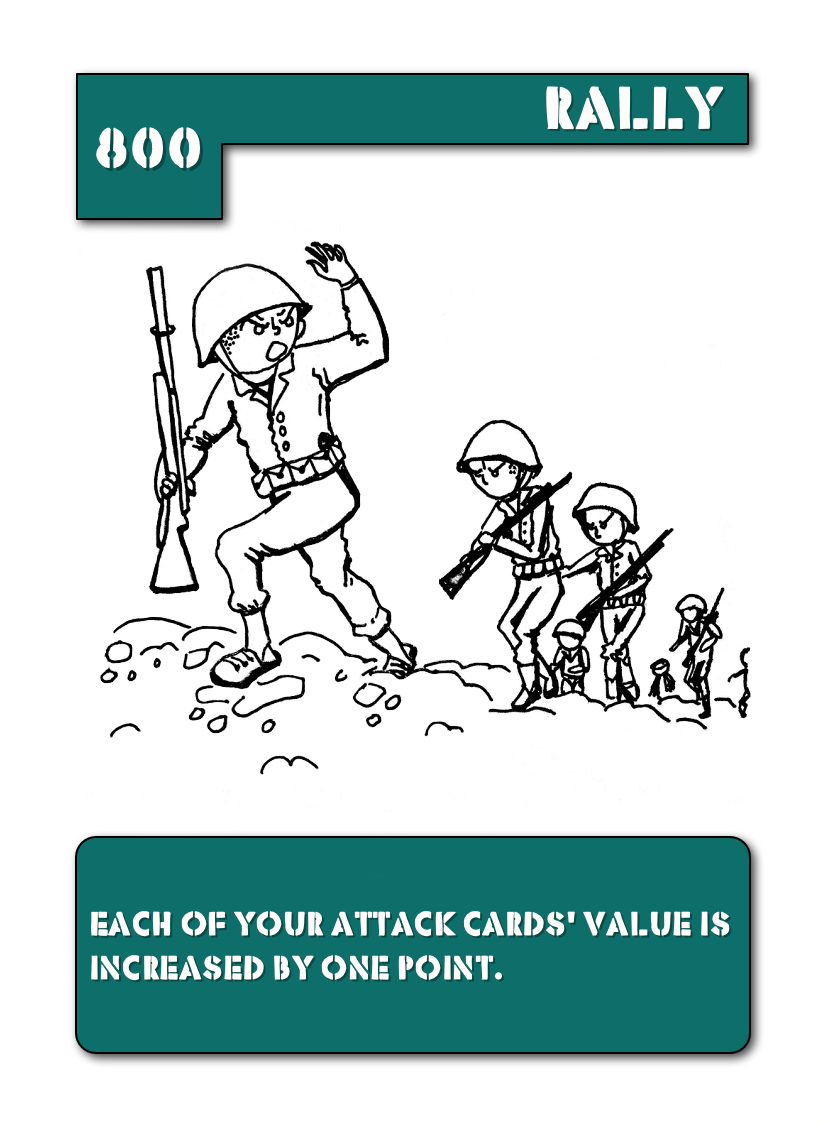 RALLY
800
EACH OF YOUR ATTACK CARDS' VALUE IS
INCREASED BY ONE POINT.